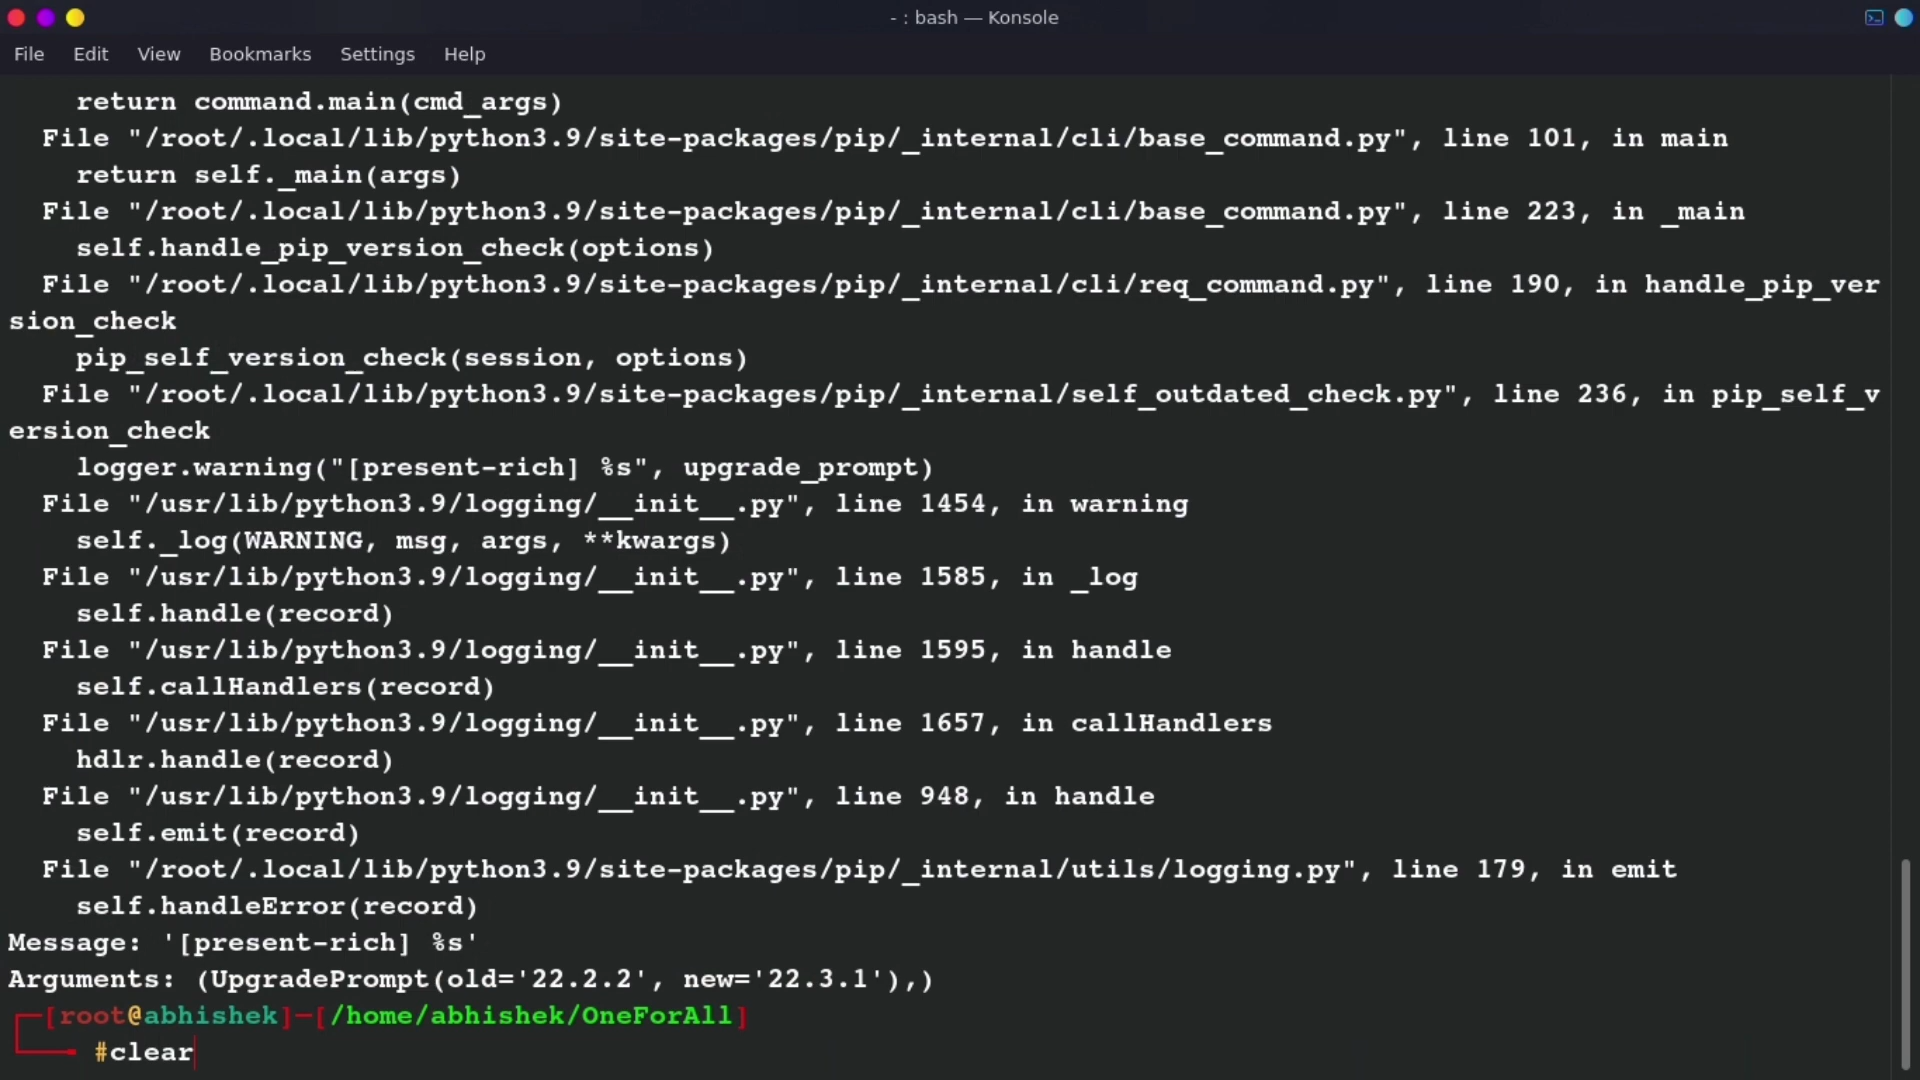 - : bash — Konsole
File Edit View Bookmarks Settings Help
return command.main(cmd_args)
File "/root/.local/lib/python3.9/site-packages/pip/_internal/cli/base_command.py", line 101, in main
return self._main(args)
File "/root/.local/lib/python3.9/site-packages/pip/_internal/cli/base_command.py", line 223, in _main
self.handle_pip_version_check(options)
File "/root/.local/lib/python3.9/site-packages/pip/_internal/cli/req_command.py", line 190, in handle_pip_ver
sion_check
pip_self_version_check(session, options)
File "/root/.local/lib/python3.9/site-packages/pip/_internal/self_outdated_check.py", line 236, in pip_self_v
ersion_check
logger.warning("[present-rich] %s", upgrade_prompt)
File "/usr/lib/python3.9/logging/__init__.py", line 1454, in warning
self._log(WARNING, msg, args, **kwargs)
File "/usr/lib/python3.9/logging/__init__.py", line 1585, in _log
self.handle(record)
File "/usr/lib/python3.9/logging/__init__.py", line 1595, in handle
self.callHandlers(record)
File "/usr/lib/python3.9/logging/__init__.py", line 1657, in callHandlers
hdlr.handle(record)
File "/usr/lib/python3.9/logging/__init__.py", line 948, in handle
self.emit(record)
File "/root/.local/lib/python3.9/site-packages/pip/_internal/utils/logging.py", line 179, in emit
self.handleError(record)
Message: '[present-rich] %s'
Arguments: (UpgradePrompt(old='22.2.2', new='22.3.1'),)
┌─[root@abhishek]─[/home/abhishek/OneForAll]
└──╼ #clear